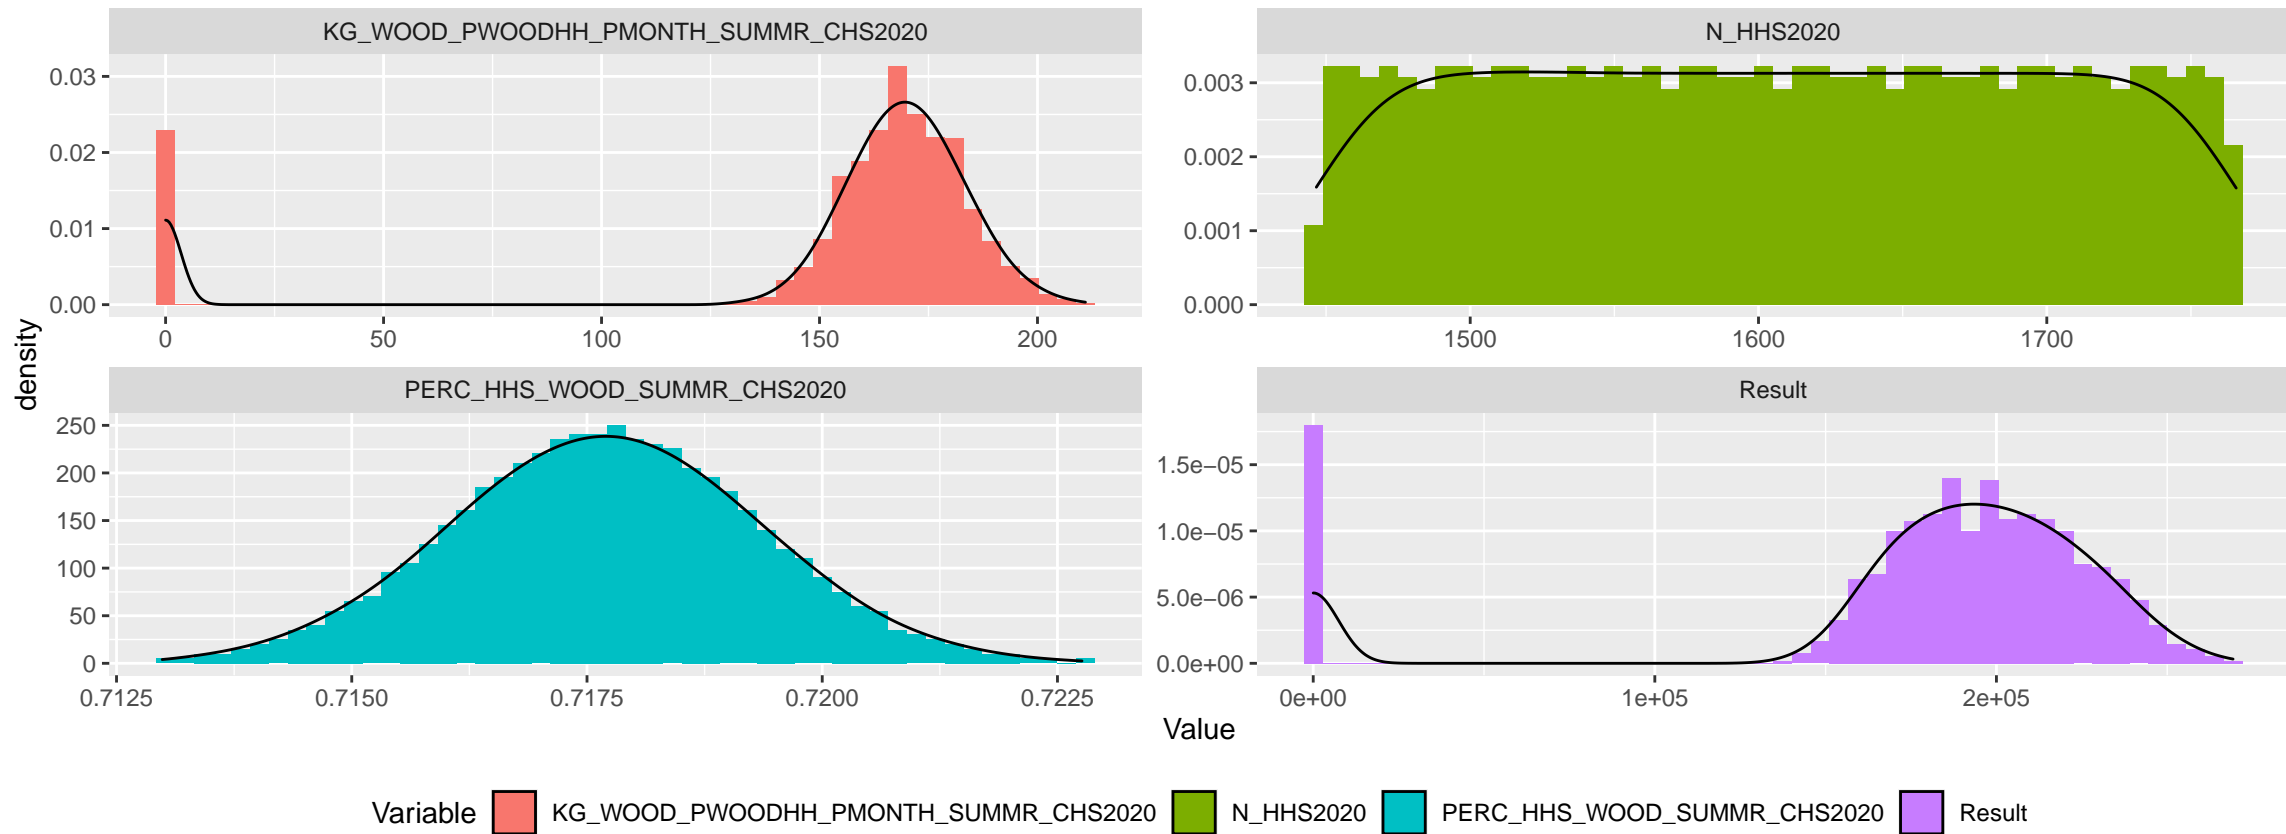 KG_WOOD_PWOODHH_PMONTH_SUMMR_CHS2020
N_HHS2020
0.03
0.02
0.01
0.00
0
50
100
150
200
0.003
0.002
0.001
0.000
1500
1600
1700
density
PERC_HHS_WOOD_SUMMR_CHS2020
Result
250
200
150
100
50
0
0.7125
0.7150
0.7175
0.7200
0.7225
1.5e−05
1.0e−05
5.0e−06
0.0e+00
0e+00
1e+05
2e+05
Value
Variable
KG_WOOD_PWOODHH_PMONTH_SUMMR_CHS2020
N_HHS2020
PERC_HHS_WOOD_SUMMR_CHS2020
Result